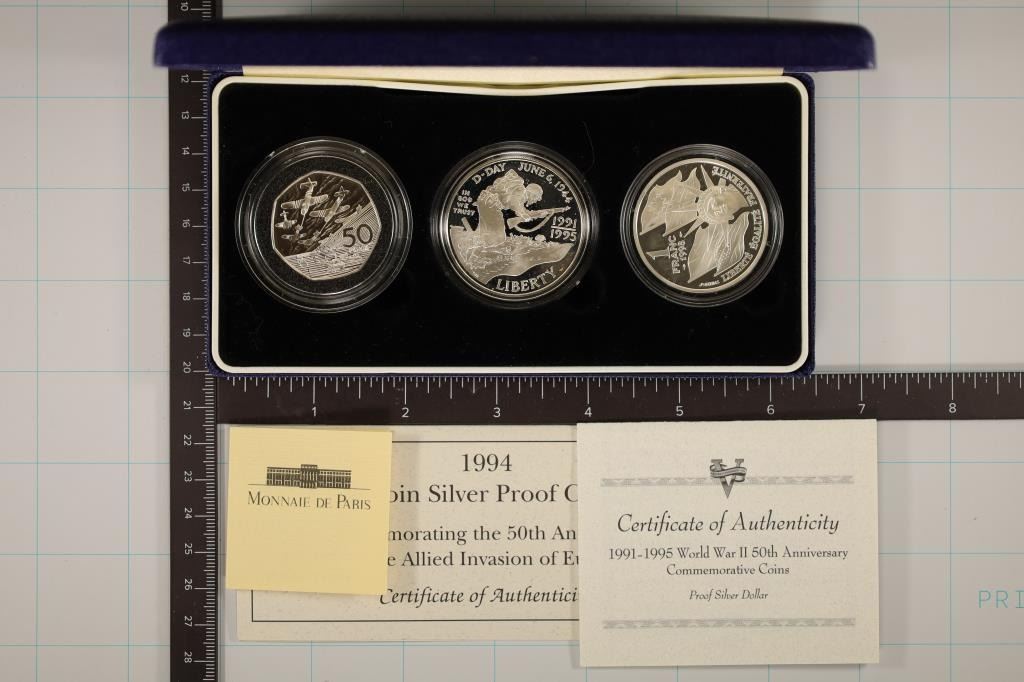 50
D-DAY JUNE 6, 1944
IN
GOD
WE
TRUST
1991
1995
LIBERTY
1
FRANC
LIBERTÉ
10
12
13
14
15
16
17
18
19
20
21
22
23
24
25
26
27
28
1 2 3 4 5 6 7 8
MONNAIE DE PARIS
1994
oin Silver Proof C
morating the 50th An
e Allied Invasion of Eu
Certificate of Authentici
V
Certificate of Authenticity
1991-1995 World War II 50th Anniversary
Commemorative Coins
Proof Silver Dollar
PRI